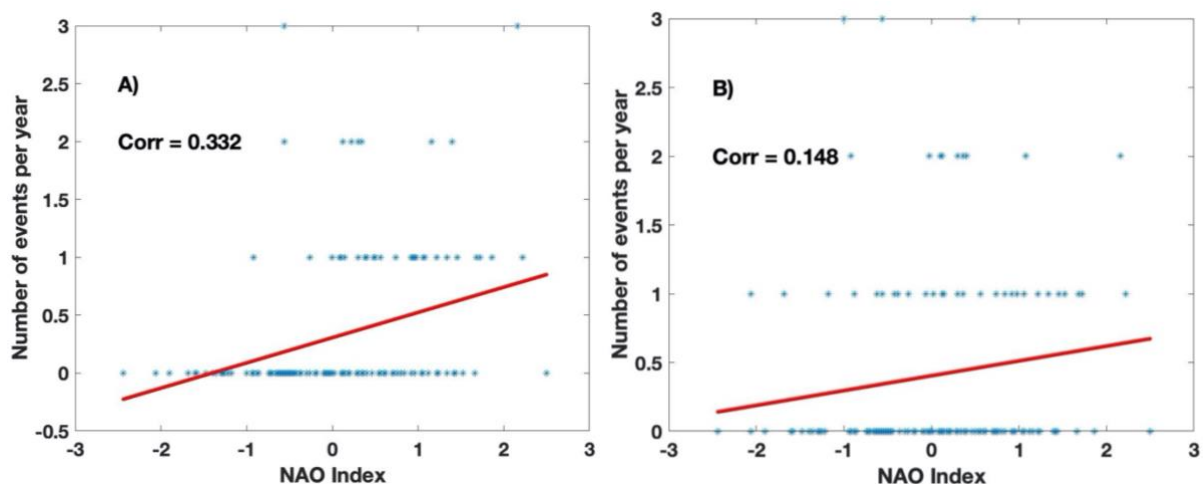 3
2.5
2
1.5
1
0.5
0
-0.5
Number of events per year
A)
Corr = 0.332
-3 -2 -1 0 1 2 3
NAO Index
3
2.5
2
1.5
1
0.5
0
Number of events per year
B)
Corr = 0.148
-3 -2 -1 0 1 2 3
NAO Index